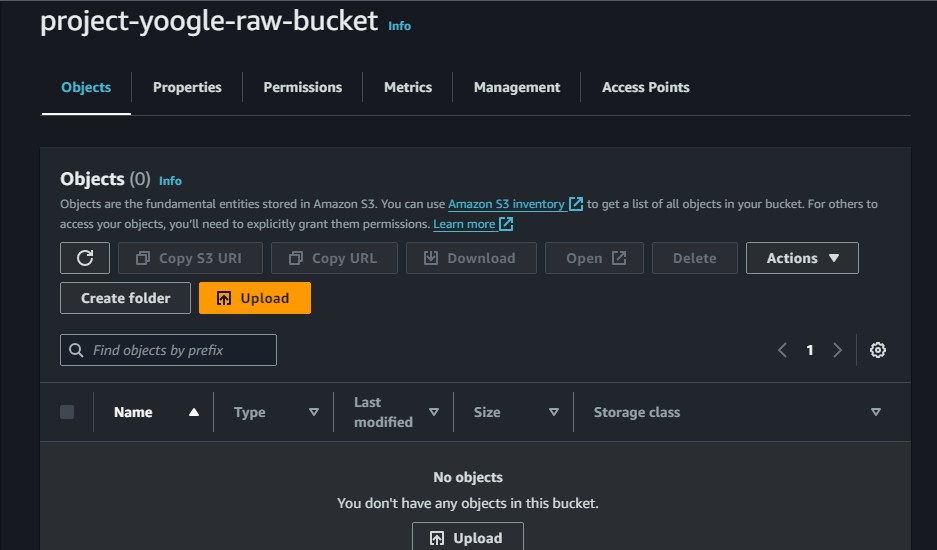 project-yoogle-raw-bucket Info
Objects Properties Permissions Metrics Management Access Points
Objects (0) Info
Objects are the fundamental entities stored in Amazon S3. You can use Amazon S3 inventory to get a list of all objects in your bucket. For others to
access your objects, you'll need to explicitly grant them permissions. Learn more
Copy S3 URI Copy URL Download Open Delete Actions
Create folder Upload
Find objects by prefix 1
Name Type Last modified Size Storage class
No objects
You don't have any objects in this bucket.
Upload